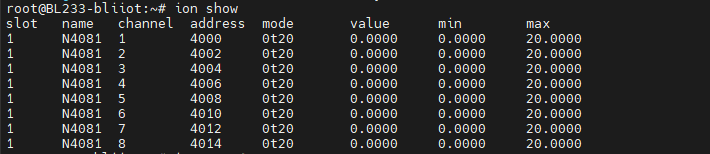 root@BL233-bliiot:~# ion show
slot name channel address mode value min max
1 N4081 1 4000 0t20 0.0000 0.0000 20.0000
1 N4081 2 4002 0t20 0.0000 0.0000 20.0000
1 N4081 3 4004 0t20 0.0000 0.0000 20.0000
1 N4081 4 4006 0t20 0.0000 0.0000 20.0000
1 N4081 5 4008 0t20 0.0000 0.0000 20.0000
1 N4081 6 4010 0t20 0.0000 0.0000 20.0000
1 N4081 7 4012 0t20 0.0000 0.0000 20.0000
1 N4081 8 4014 0t20 0.0000 0.0000 20.0000